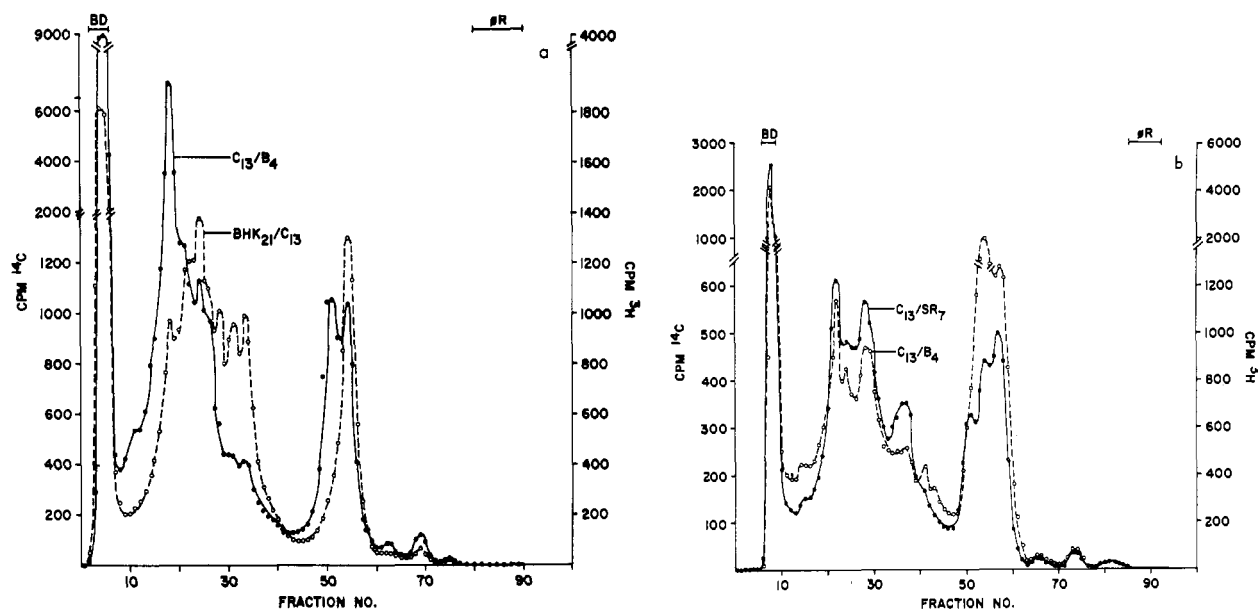 BD
øR
a
9000
6000
4000
2000
1200
1000
800
600
400
200
CPM ¹⁴C
4000
1800
1600
1400
1200
1000
800
600
400
200
CPM ³H
C₁₃/B₄
BHK₂₁/C₁₃
10 30 50 70 90
FRACTION NO.
BD
øR
b
3000
2000
1000
600
500
400
300
200
100
CPM ¹⁴C
6000
4000
2000
1200
1000
800
600
400
200
CPM ³H
C₁₃/SR₇
C₁₃/B₄
10 30 50 70 90
FRACTION NO.